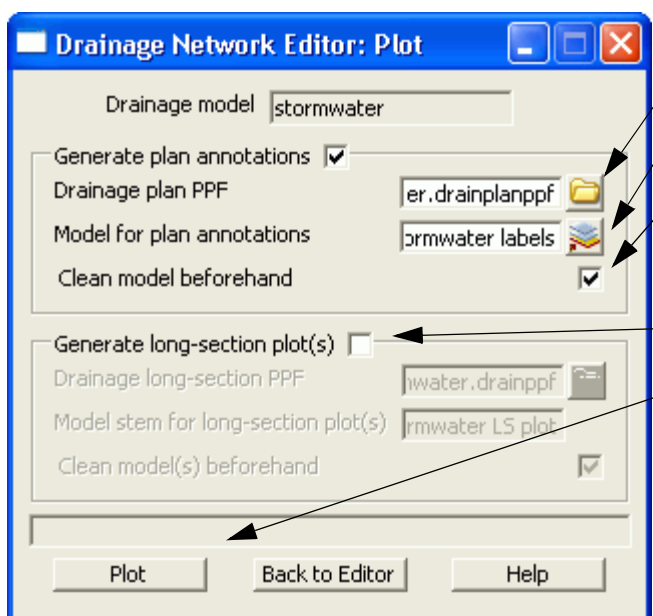 Drainage Network Editor: Plot
Drainage model stormwater
Generate plan annotations
Drainage plan PPF er.drainplanppf
Model for plan annotations ormwater labels
Clean model beforehand
Generate long-section plot(s)
Drainage long-section PPF nwater.drainppf
Model stem for long-section plot(s) rmwater LS plot
Clean model(s) beforehand
Plot Back to Editor Help